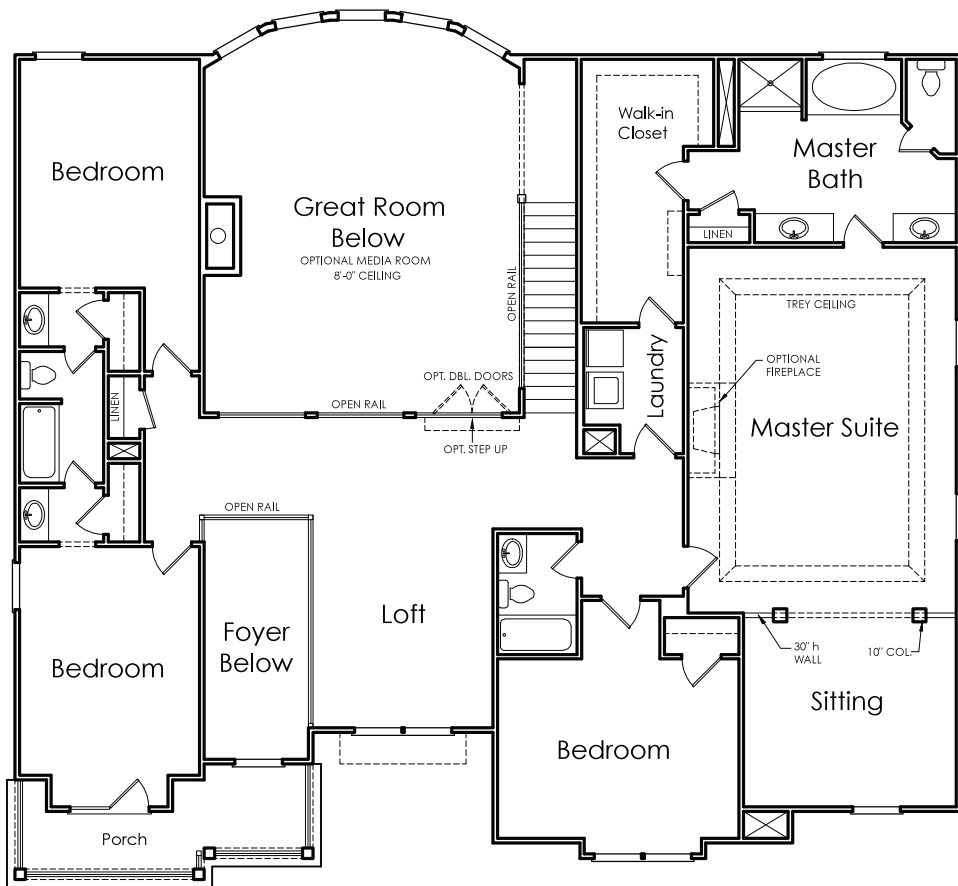 Walk-in
Closet
Master
Bath
Bedroom
Great Room
Below
OPTIONAL MEDIA ROOM
8'-0" CEILING
LINEN
OPEN RAIL
TREY CEILING
OPTIONAL
FIREPLACE
Laundry
OPT. DBL. DOORS
LINEN
OPEN RAIL
Master Suite
OPT. STEP UP
OPEN RAIL
Loft
Foyer
Below
Bedroom
30" h
WALL
10" COL.
Sitting
Bedroom
Porch